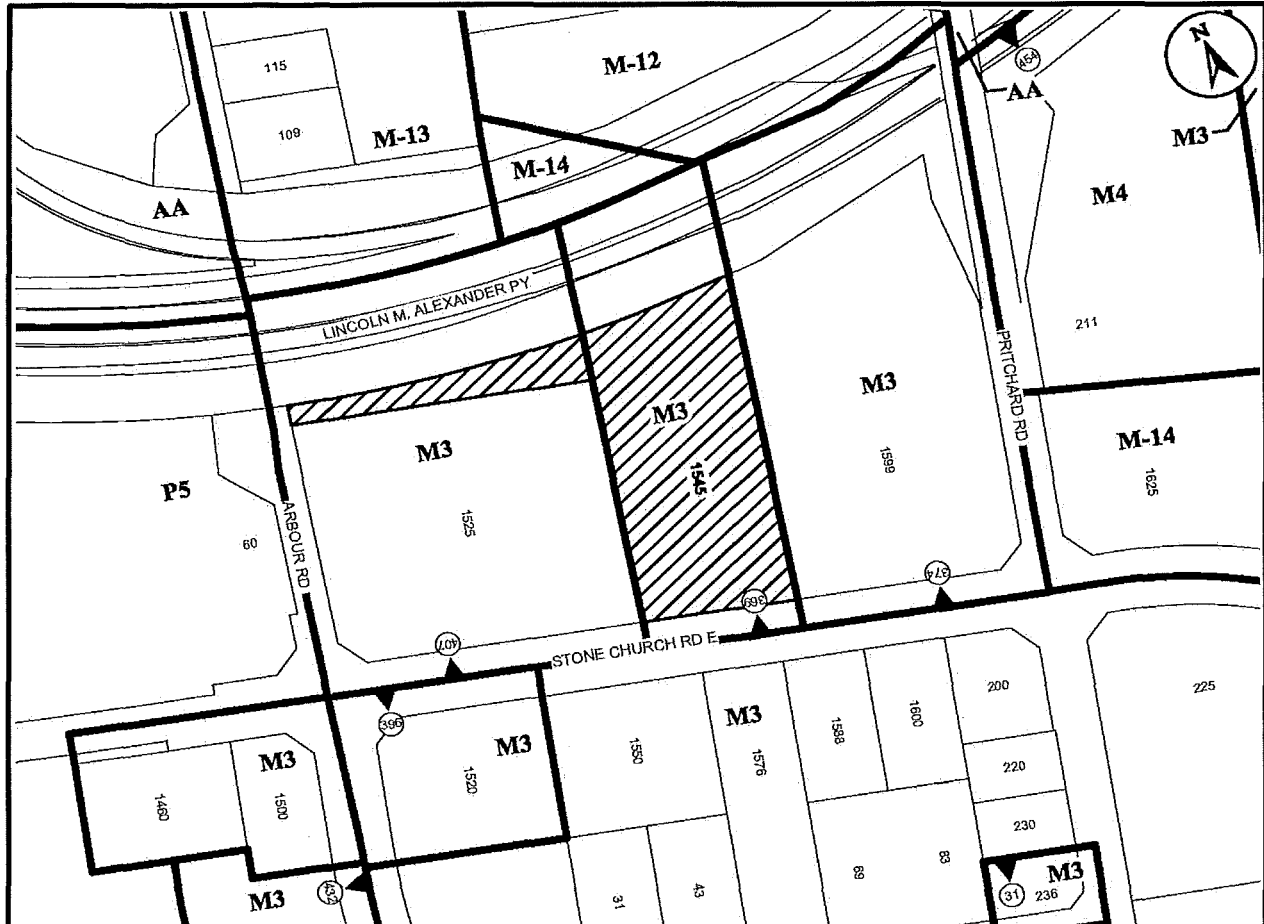 N
115
M-12
454
AA
109
M-13
M3
M-14
M4
AA
LINCOLN M. ALEXANDER PY
211
PRITCHARD RD
M3
M3
M3
M-14
P5
1545
1599
1625
1525
ARBOUR RD
60
374
369
407
STONE CHURCH RD E
200
225
396
M3
1600
M3
1588
M3
1550
1576
220
1520
1460
1500
230
83
69
M3
M3
432
31
43
31
236